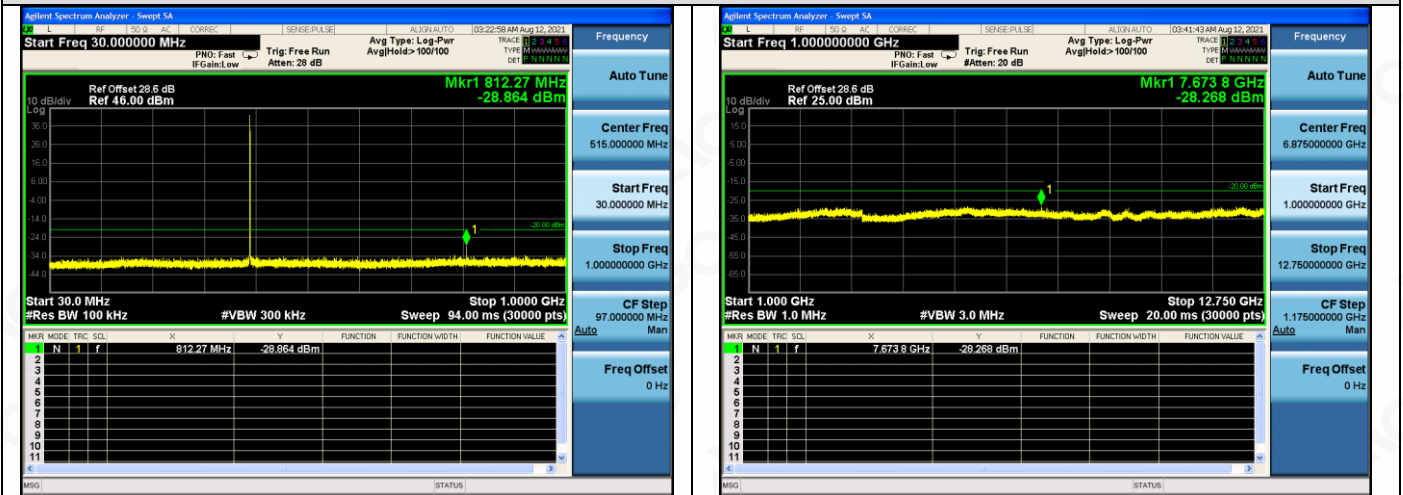 Agilent Spectrum Analyzer - Swept SA
L RF 50 Ω AC CORREC SENSE:PULSE ALIGN AUTO 03:22:58 AM Aug 12, 2021
Start Freq 30.000000 MHz
PNO: Fast
IFGain:Low
Trig: Free Run
Atten: 28 dB
Avg Type: Log-Pwr
Avg|Hold:>100/100
TRACE 1 2 3 4 5 6
TYPE M
DET P N N N N N
Ref Offset 28.6 dB
Ref 46.00 dBm
10 dB/div
Log
Mkr1 812.27 MHz
-28.864 dBm
36.0
26.0
16.0
6.00
-4.00
-14.0
-24.0
-34.0
-44.0
-20.00 dBm
1
Start 30.0 MHz
Stop 1.0000 GHz
#Res BW 100 kHz
#VBW 300 kHz
Sweep 94.00 ms (30000 pts)
MKR MODE TRC SCL X Y FUNCTION FUNCTION WIDTH FUNCTION VALUE
1 N 1 f 812.27 MHz -28.864 dBm
2
3
4
5
6
7
8
9
10
11
MSG
STATUS
Frequency
Auto Tune
Center Freq
515.000000 MHz
Start Freq
30.000000 MHz
Stop Freq
1.000000000 GHz
CF Step
97.000000 MHz
Auto Man
Freq Offset
0 Hz
Agilent Spectrum Analyzer - Swept SA
L RF 50 Ω AC CORREC SENSE:PULSE ALIGN AUTO 03:41:43 AM Aug 12, 2021
Start Freq 1.000000000 GHz
PNO: Fast
IFGain:Low
Trig: Free Run
#Atten: 20 dB
Avg Type: Log-Pwr
Avg|Hold:>100/100
TRACE 1 2 3 4 5 6
TYPE M
DET P N N N N N
Ref Offset 28.6 dB
Ref 25.00 dBm
10 dB/div
Log
Mkr1 7.673 8 GHz
-28.268 dBm
15.0
5.00
-5.00
-15.0
-25.0
-35.0
-45.0
-55.0
-65.0
-20.00 dBm
1
Start 1.000 GHz
Stop 12.750 GHz
#Res BW 1.0 MHz
#VBW 3.0 MHz
Sweep 20.00 ms (30000 pts)
MKR MODE TRC SCL X Y FUNCTION FUNCTION WIDTH FUNCTION VALUE
1 N 1 f 7.673 8 GHz -28.268 dBm
2
3
4
5
6
7
8
9
10
11
MSG
STATUS
Frequency
Auto Tune
Center Freq
6.875000000 GHz
Start Freq
1.000000000 GHz
Stop Freq
12.750000000 GHz
CF Step
1.175000000 GHz
Auto Man
Freq Offset
0 Hz